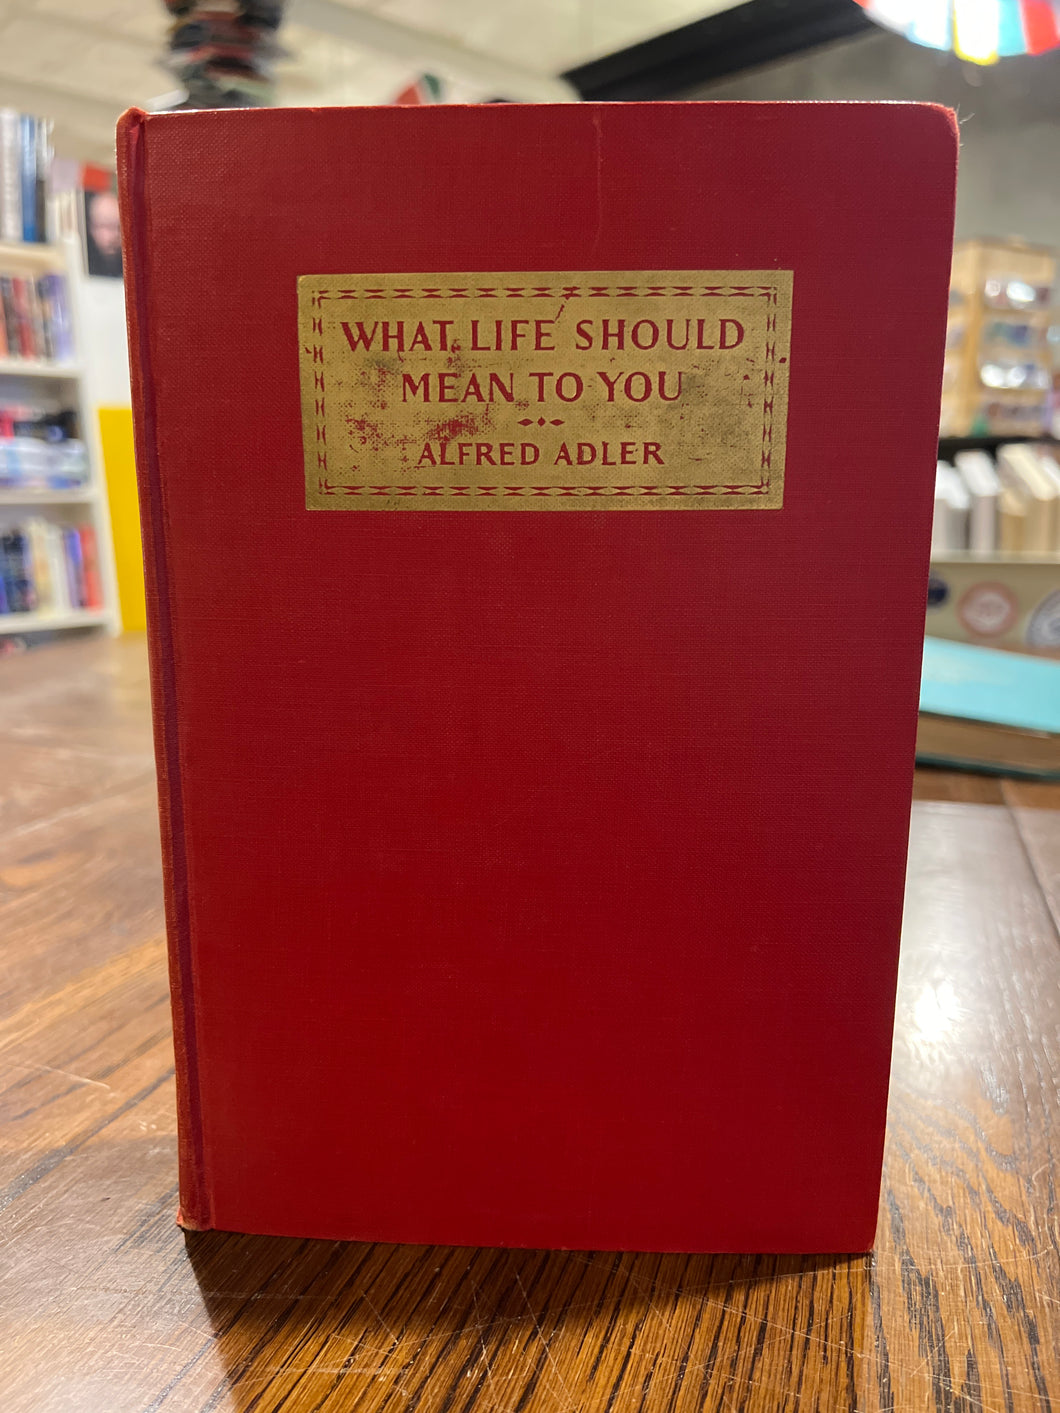 WHAT LIFE SHOULD
MEAN TO YOU
ALFRED ADLER